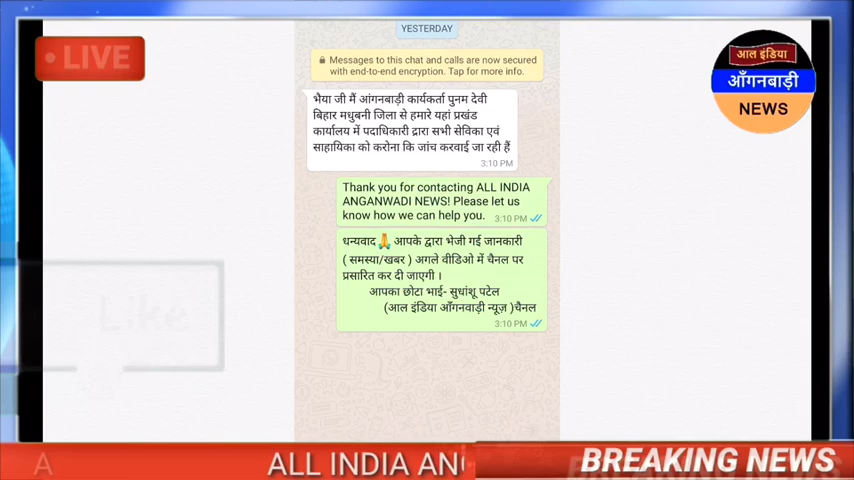 YESTERDAY
LIVE
आल इंडिया
आँगनबाड़ी
NEWS
Messages to this chat and calls are now secured
with end-to-end encryption. Tap for more info.
भैया जी मैं आंगनबाड़ी कार्यकर्ता पुनम देवी
बिहार मधुबनी जिला से हमारे यहां प्रखंड
कार्यालय में पदाधिकारी द्रारा सभी सेविका एवं
साहायिका को करोना कि जांच करवाई जा रही हैं
3:10 PM
Thank you for contacting ALL INDIA
ANGANWADI NEWS! Please let us
know how we can help you. 3:10 PM
धन्यवाद🙏आपके द्वारा भेजी गई जानकारी
( समस्या/खबर ) अगले वीडियो में चैनल पर
प्रसारित कर दी जाएगी ।
आपका छोटा भाई- सुधांशू पटेल
(आल इंडिया आँगनवाड़ी न्यूज़ )चैनल
3:10 PM
Like
A ALL INDIA AN
BREAKING NEWS